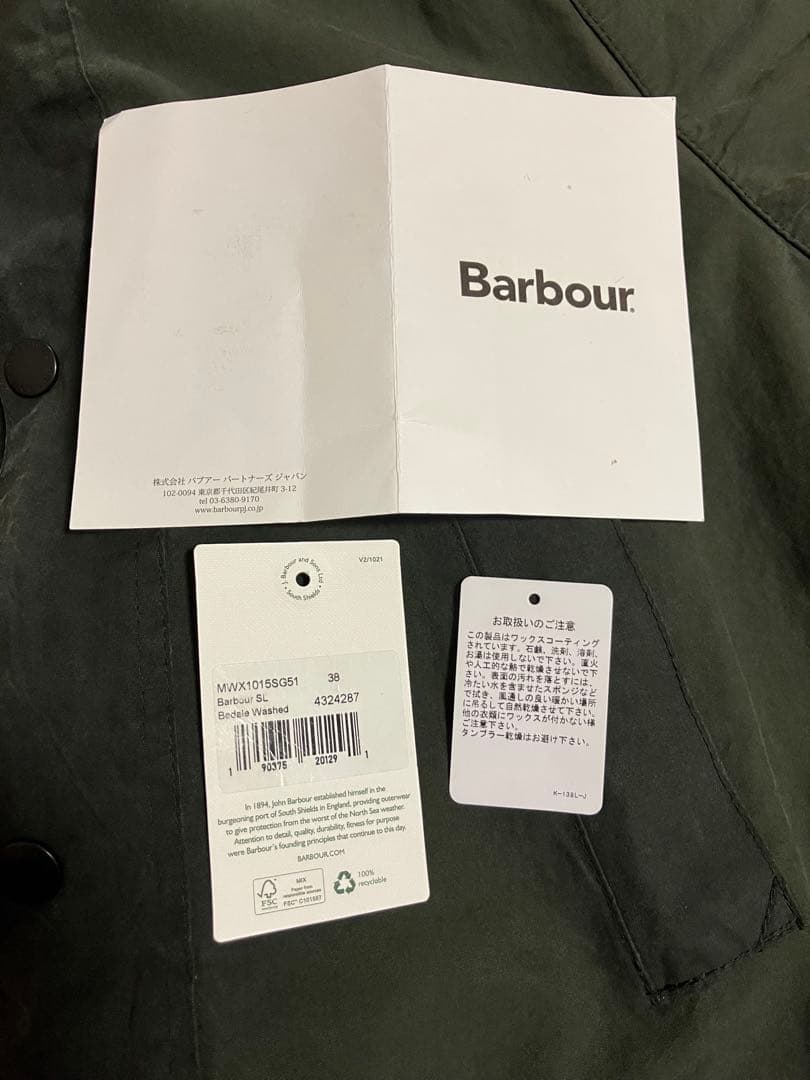 Barbour.
株式会社 バブアー パートナーズ ジャパン
102-0094 東京都千代田区紀尾井町 3-12
tel 03-6380-9170
www.barbourpj.co.jp
V2/1021
J. Barbour and Sons Ltd
South Shields
MWX1015SG51 38
Barbour SL 4324287
Bedale Washed
1 90375 20129 1
In 1894, John Barbour established himself in the
burgeoning port of South Shields in England, providing outerwear
to give protection from the worst of the North Sea weather.
Attention to detail, quality, durability, fitness for purpose
were Barbour's founding principles that continue to this day.
BARBOUR.COM
FSC
MIX
Paper from
responsible sources
FSC™ C101537
100%
recyclable
お取扱いのご注意
この製品はワックスコーティング
されています。石鹸、洗剤、溶剤、
お湯は使用しないで下さい。直火
や人工的な熱で乾燥させないで下
さい。表面の汚れを落とすには、
冷たい水を含ませたスポンジなど
で拭き、風通しの良い暖かい場所
に吊るして自然乾燥させて下さい。
他の衣類にワックスが付かない様
ご注意下さい。
タンブラー乾燥はお避け下さい。
K-138L-J